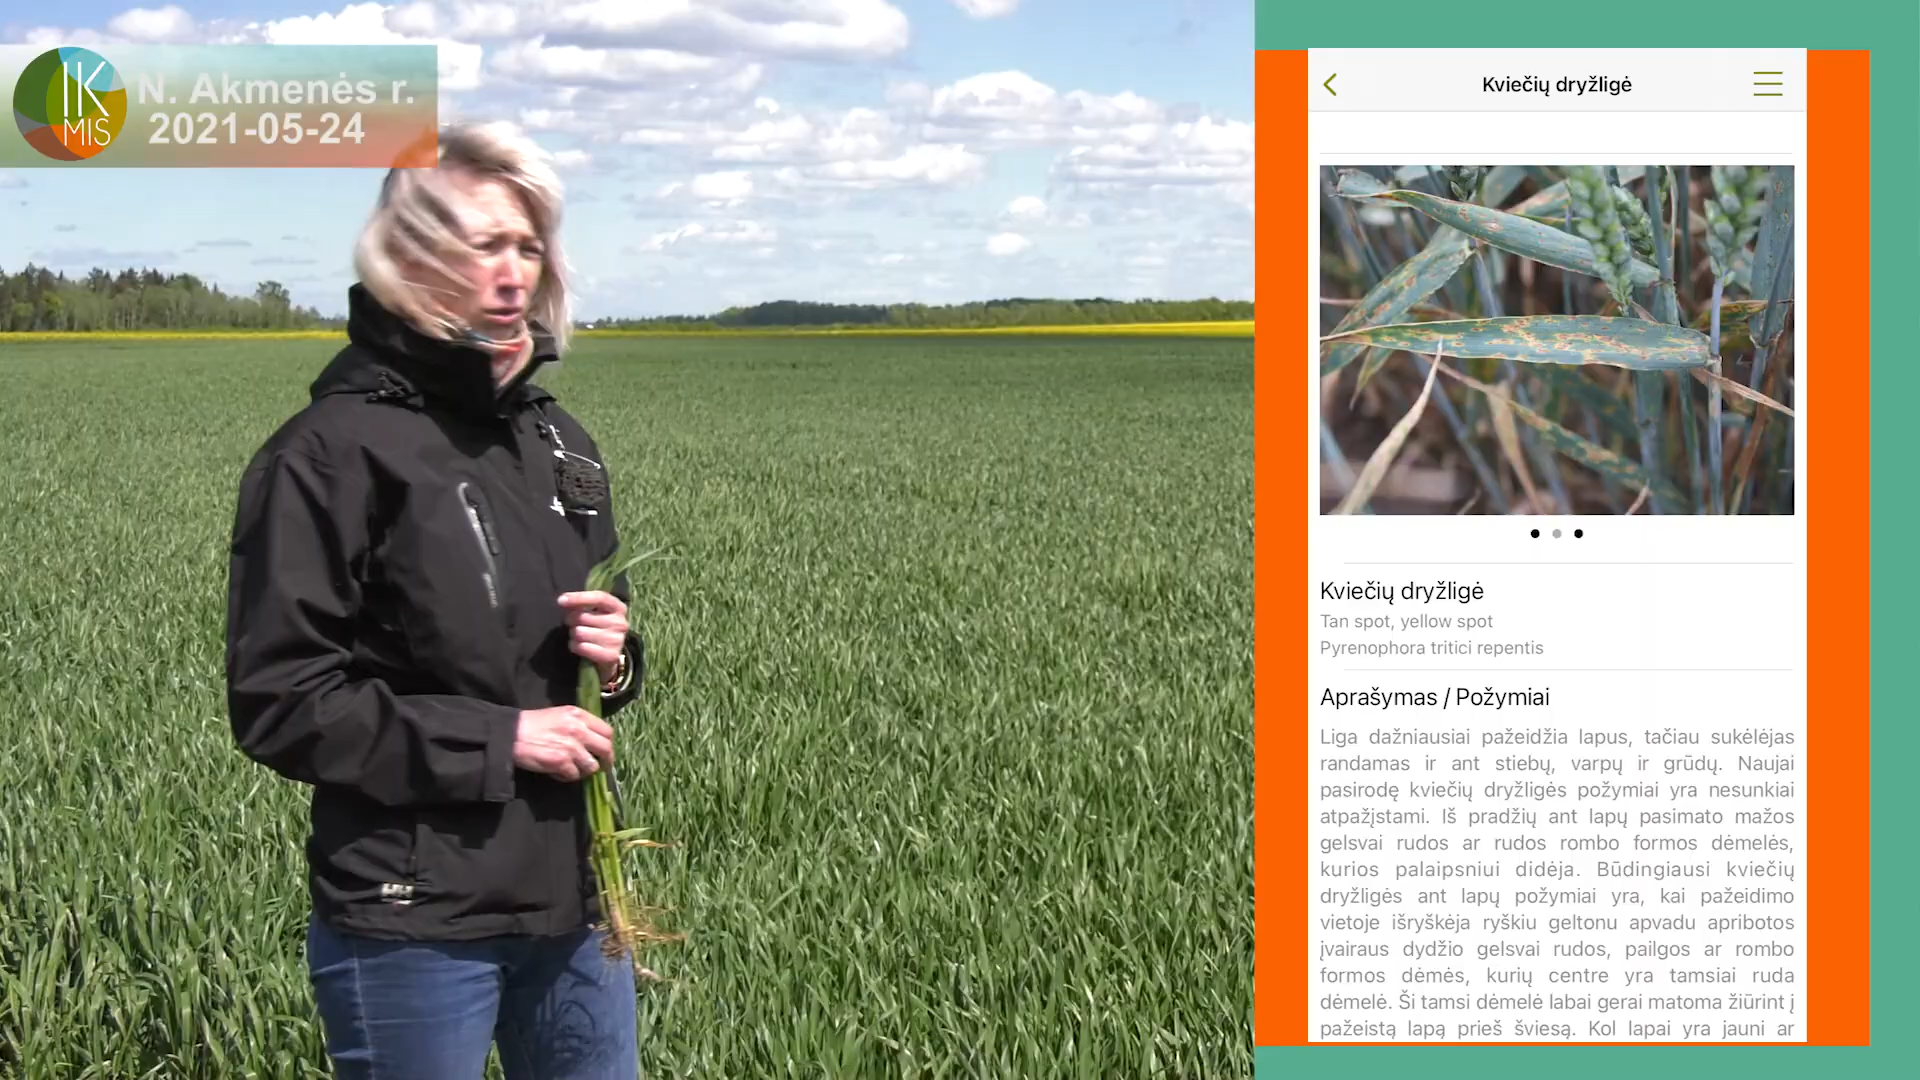 IK
MIS
N. Akmenės r.
2021-05-24
Kviečių dryžligė
Kviečių dryžligė
Tan spot, yellow spot
Pyrenophora tritici repentis
Aprašymas / Požymiai
Liga dažniausiai pažeidžia lapus, tačiau sukėlėjas
randamas ir ant stiebų, varpų ir grūdų. Naujai
pasirodę kviečių dryžligės požymiai yra nesunkiai
atpažįstami. Iš pradžių ant lapų pasimato mažos
gelsvai rudos ar rudos rombo formos dėmelės,
kurios palaipsniui didėja. Būdingiausi kviečių
dryžligės ant lapų požymiai yra, kai pažeidimo
vietoje išryškėja ryškiu geltonu apvadu apribotos
įvairaus dydžio gelsvai rudos, pailgos ar rombo
formos dėmės, kurių centre yra tamsiai ruda
dėmelė. Ši tamsi dėmelė labai gerai matoma žiūrint į
pažeistą lapą prieš šviesą. Kol lapai yra jauni ar